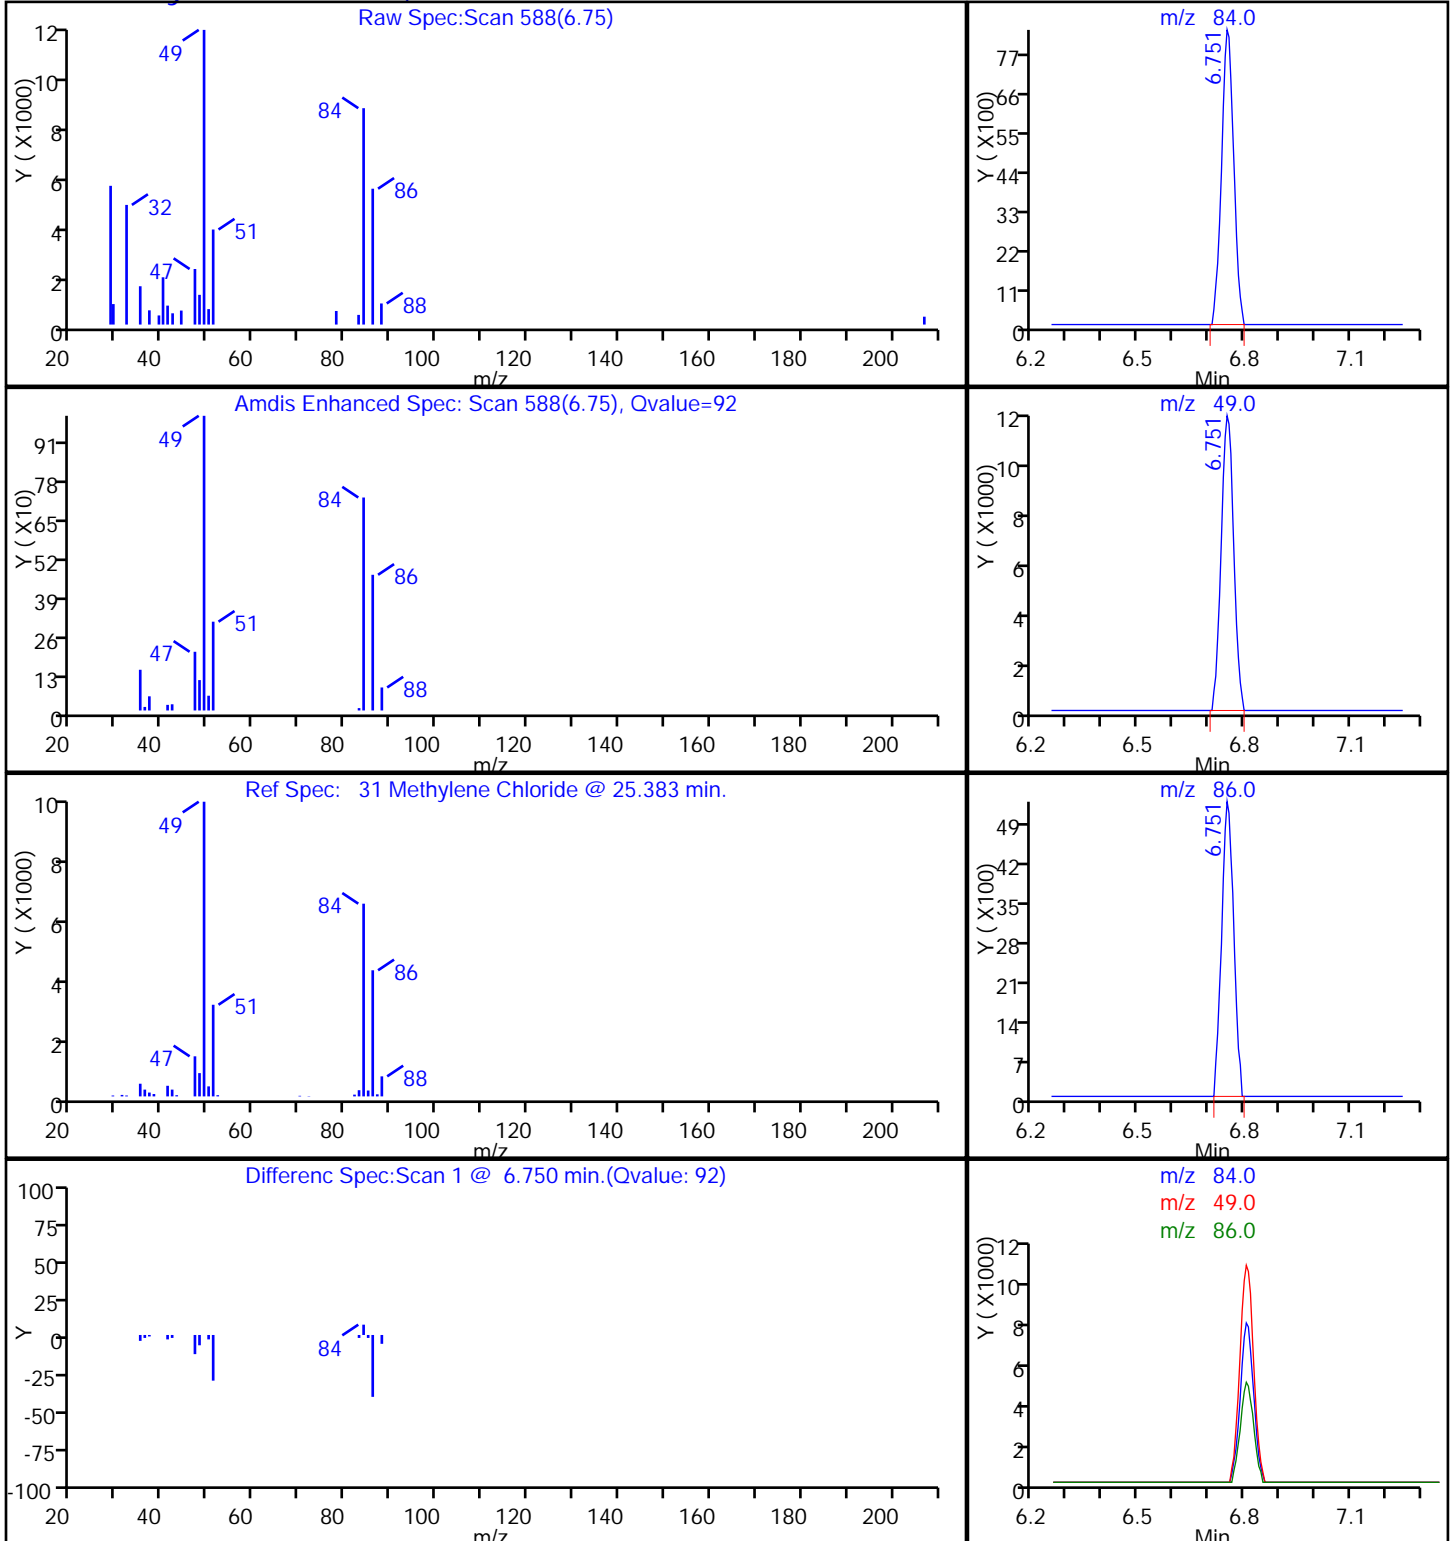 Raw Spec:Scan 588(6.75)
12
10
8
6
4
2
0
Y ( X1000)
49
84
86
32
51
47
88
20 40 60 80 100 120 140 160 180 200
m/z
m/z 84.0
77
66
55
44
33
22
11
0
Y ( X100)
6.751
6.2 6.5 6.8 7.1
Min
Amdis Enhanced Spec: Scan 588(6.75), Qvalue=92
91
78
65
52
39
26
13
0
Y ( X10)
49
84
86
51
47
88
20 40 60 80 100 120 140 160 180 200
m/z
m/z 49.0
12
10
8
6
4
2
0
Y ( X1000)
6.751
6.2 6.5 6.8 7.1
Min
Ref Spec: 31 Methylene Chloride @ 25.383 min.
10
8
6
4
2
0
Y ( X1000)
49
84
86
51
47
88
20 40 60 80 100 120 140 160 180 200
m/z
m/z 86.0
49
42
35
28
21
14
7
0
Y ( X100)
6.751
6.2 6.5 6.8 7.1
Min
Differenc Spec:Scan 1 @ 6.750 min.(Qvalue: 92)
100
75
50
25
0
-25
-50
-75
-100
Y
84
20 40 60 80 100 120 140 160 180 200
m/z
m/z 84.0
m/z 49.0
m/z 86.0
12
10
8
6
4
2
0
Y ( X1000)
6.2 6.5 6.8 7.1
Min